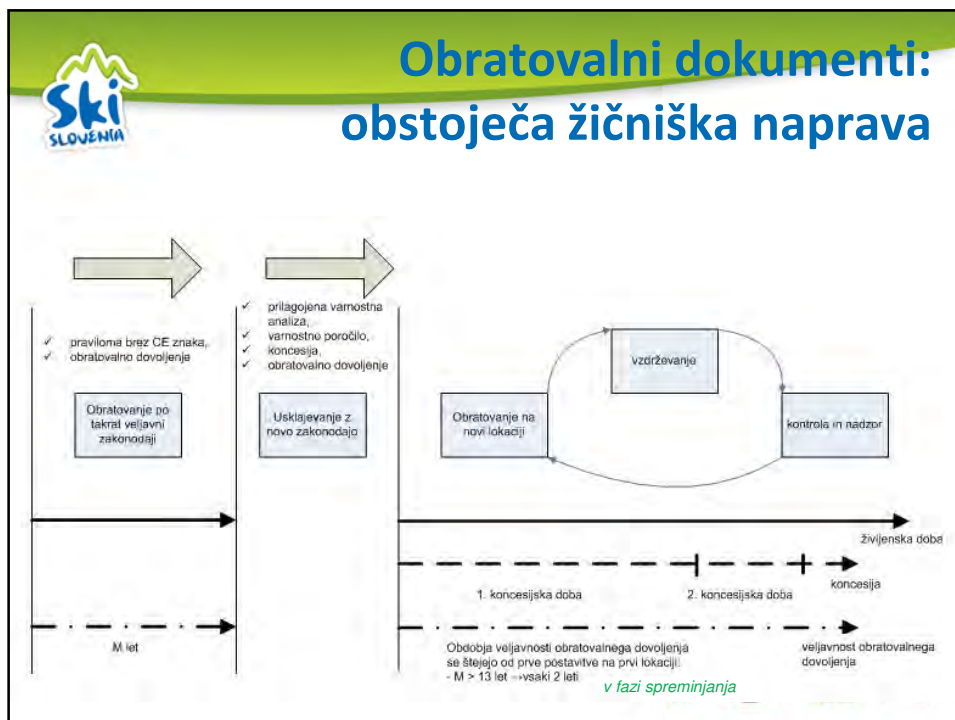 Obratovalni dokumenti:
obstoječa žičniška naprava
Ski
SLOVENIA
✓ praviloma brez CE znaka,
✓ obratovalno dovoljenje
✓ prilagojena varnostna
analiza,
✓ varnostno poročilo,
✓ koncesija,
✓ obratovalno dovoljenje
Obratovanje po
takrat veljavni
zakonodaji
Usklajevanje z
novo zakonodajo
Obratovanje na
novi lokaciji
vzdrževanje
kontrola in nadzor
življenska doba
koncesija
1. koncesijska doba
2. koncesijska doba
M let
Obdobja veljavnosti obratovalnega dovoljenja
se štejejo od prve postavitve na prvi lokaciji:
- M > 13 let →vsaki 2 leti
v fazi spreminjanja
veljavnost obratovalnega
dovoljenja